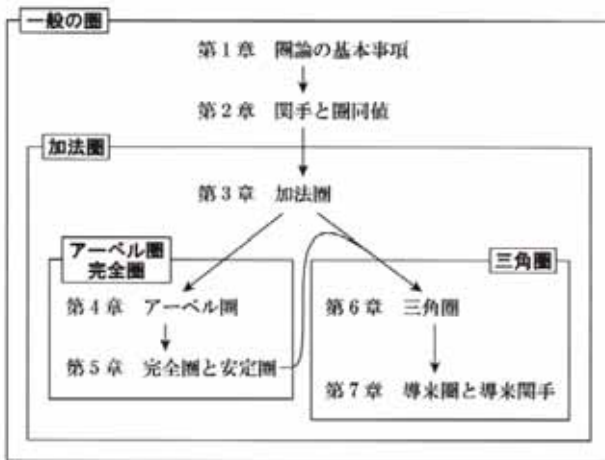 一般の圏
第1章 圏論の基本事項
第2章 関手と圏同値
加法圏
第3章 加法圏
アーベル圏
完全圏
三角圏
第4章 アーベル圏
第6章 三角圏
第5章 完全圏と安定圏
第7章 導来圏と導来関手